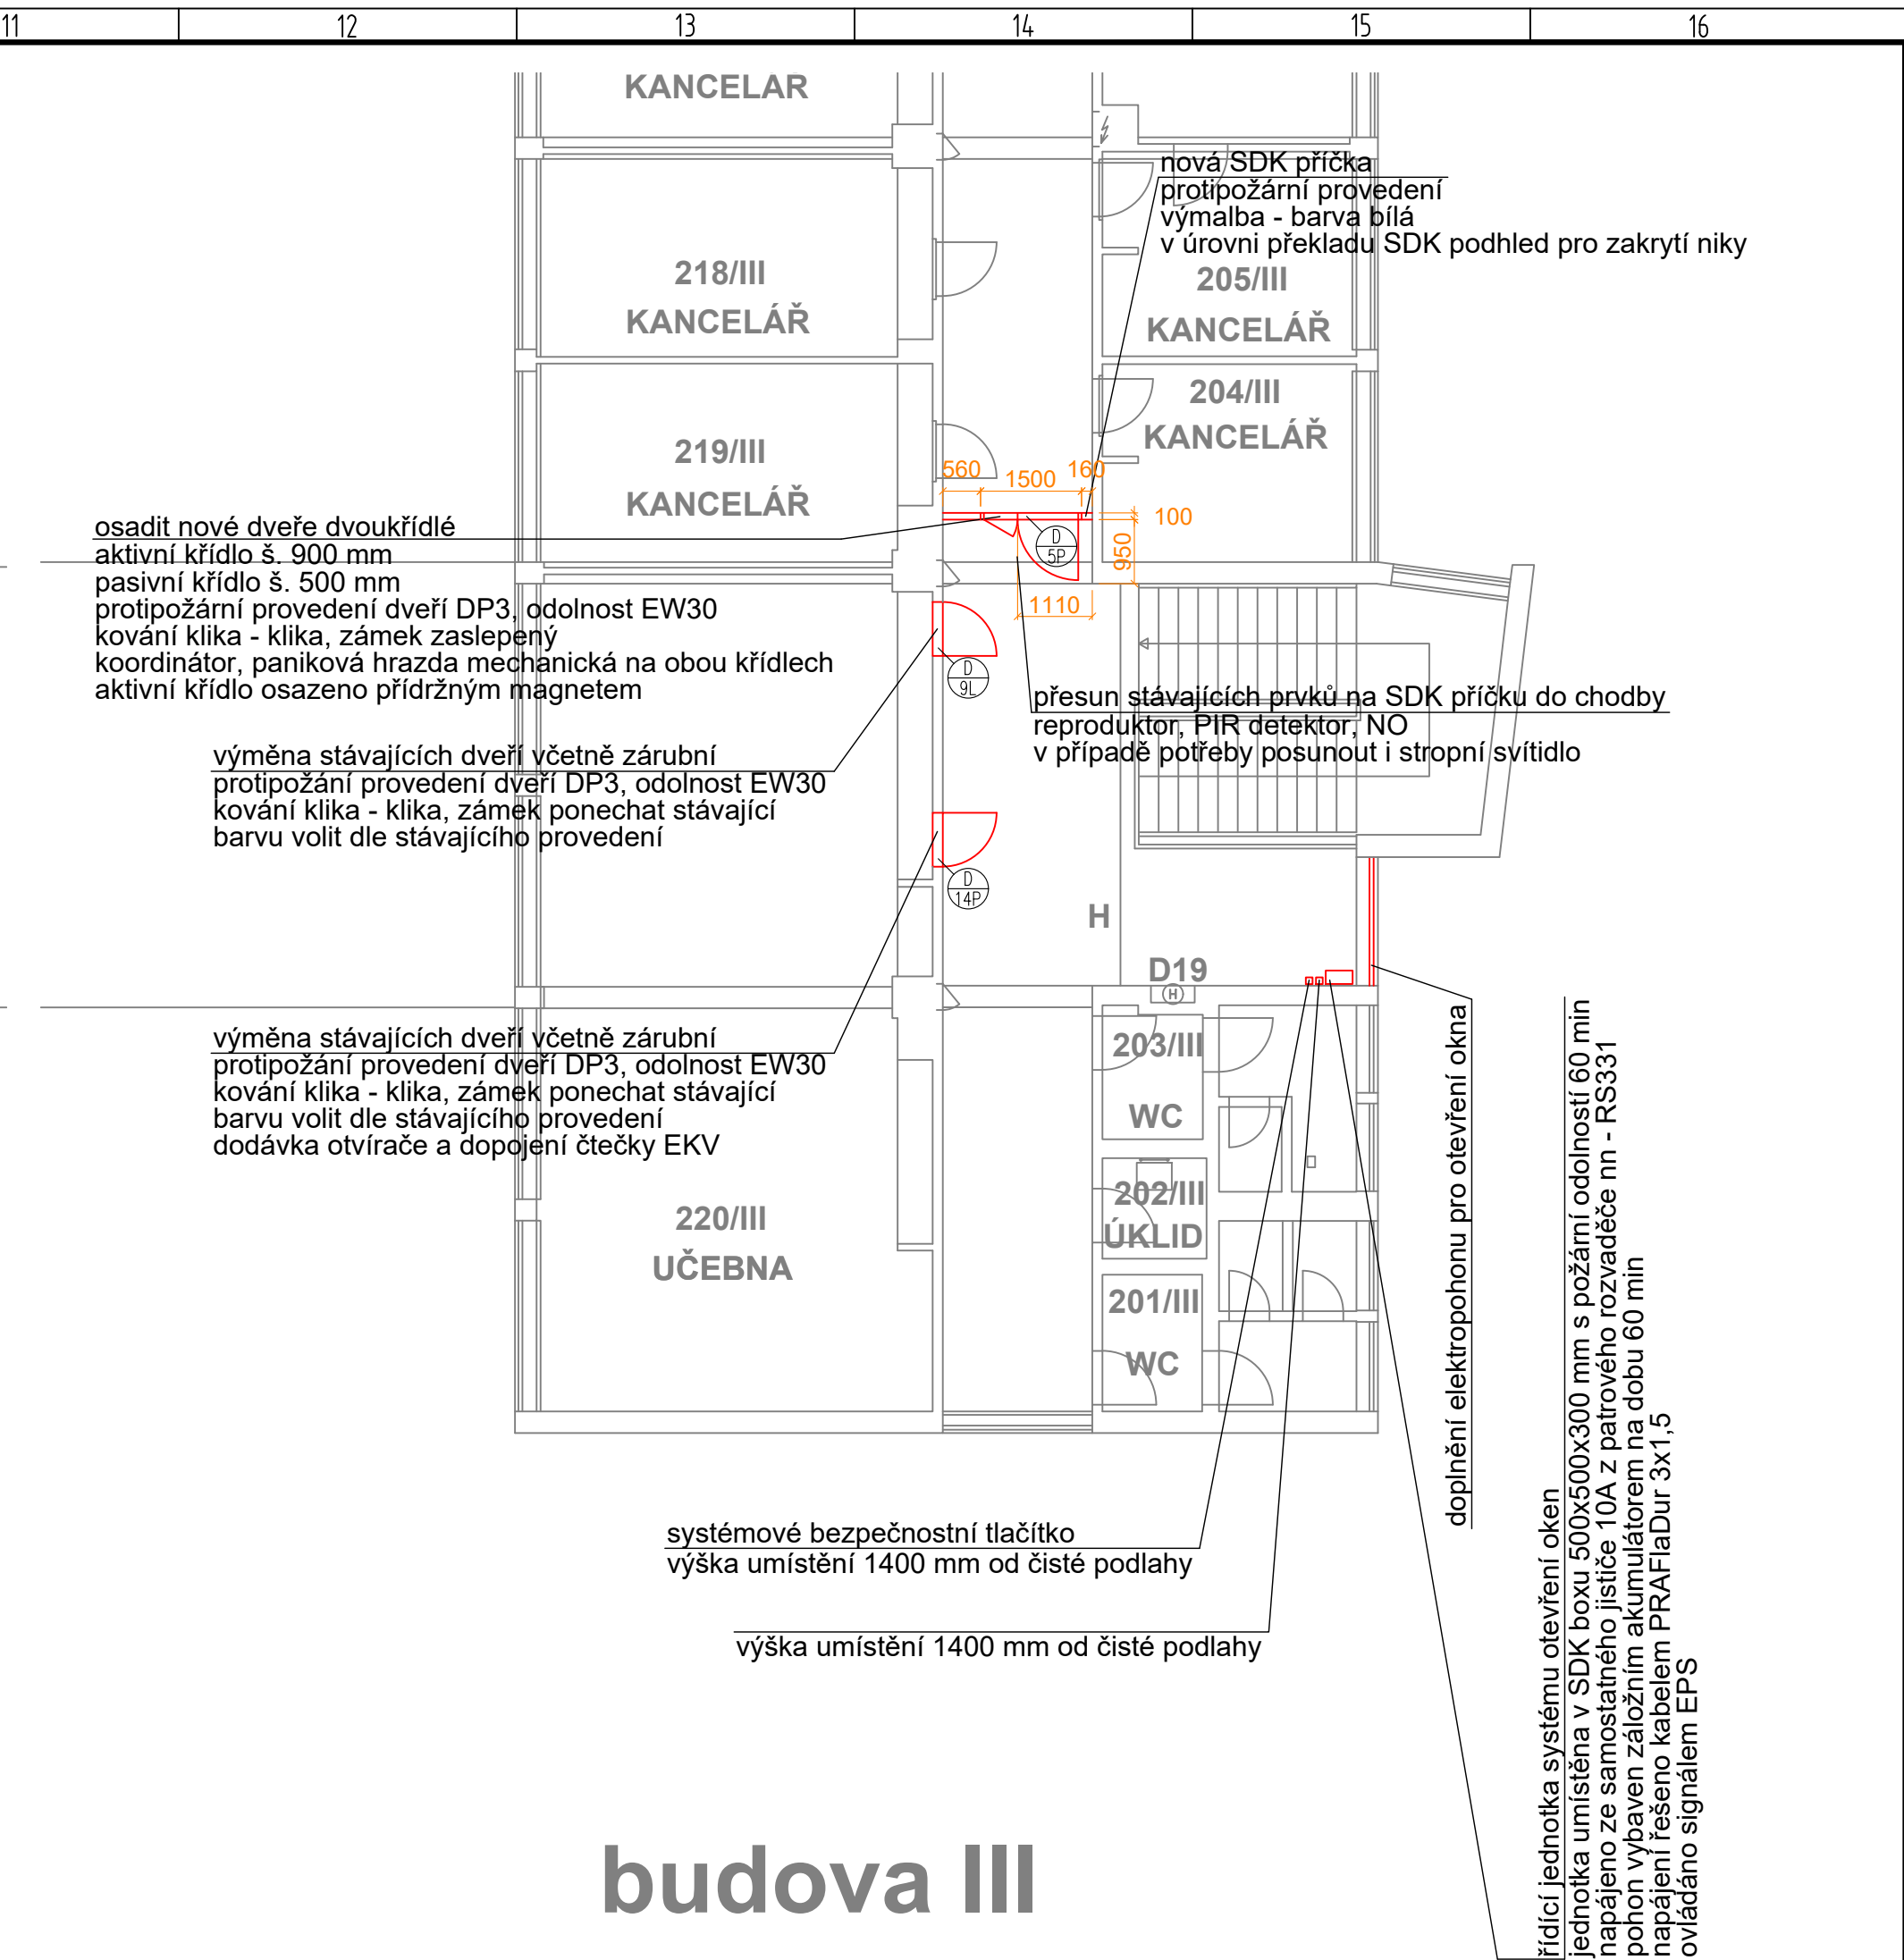 11
12
13
14
15
16
KANCELAR
nová SDK příčka
protipožární provedení
výmalba - barva bílá
v úrovni překladu SDK podhled pro zakrytí niky
218/III
KANCELÁŘ
205/III
KANCELÁŘ
204/III
KANCELÁŘ
219/III
KANCELÁŘ
560
1500
160
100
950
1110
D
5P
osadit nové dveře dvoukřídlé
aktivní křídlo š. 900 mm
pasivní křídlo š. 500 mm
protipožární provedení dveří DP3, odolnost EW30
kování klika - klika, zámek zaslepený
koordinátor, paniková hrazda mechanická na obou křídlech
aktivní křídlo osazeno přídržným magnetem
D
9L
přesun stávajících prvků na SDK příčku do chodby
reproduktor, PIR detektor, NO
v případě potřeby posunout i stropní svítidlo
výměna stávajících dveří včetně zárubní
protipožání provedení dveří DP3, odolnost EW30
kování klika - klika, zámek ponechat stávající
barvu volit dle stávajícího provedení
D
14P
H
D19
H
výměna stávajících dveří včetně zárubní
protipožání provedení dveří DP3, odolnost EW30
kování klika - klika, zámek ponechat stávající
barvu volit dle stávajícího provedení
dodávka otvírače a dopojení čtečky EKV
203/III
WC
202/III
ÚKLID
201/III
WC
220/III
UČEBNA
doplnění elektropohonu pro otevření okna
řídící jednotka systému otevření oken
jednotka umístěna v SDK boxu 500x500x300 mm s požární odolností 60 min
napájeno ze samostatného jističe 10A z patrového rozvaděče nn - RS331
pohon vybaven záložním akumulátorem na dobu 60 min
napájení řešeno kabelem PRAFlaDur 3x1,5
ovládáno signálem EPS
systémové bezpečnostní tlačítko
výška umístění 1400 mm od čisté podlahy
výška umístění 1400 mm od čisté podlahy
budova III